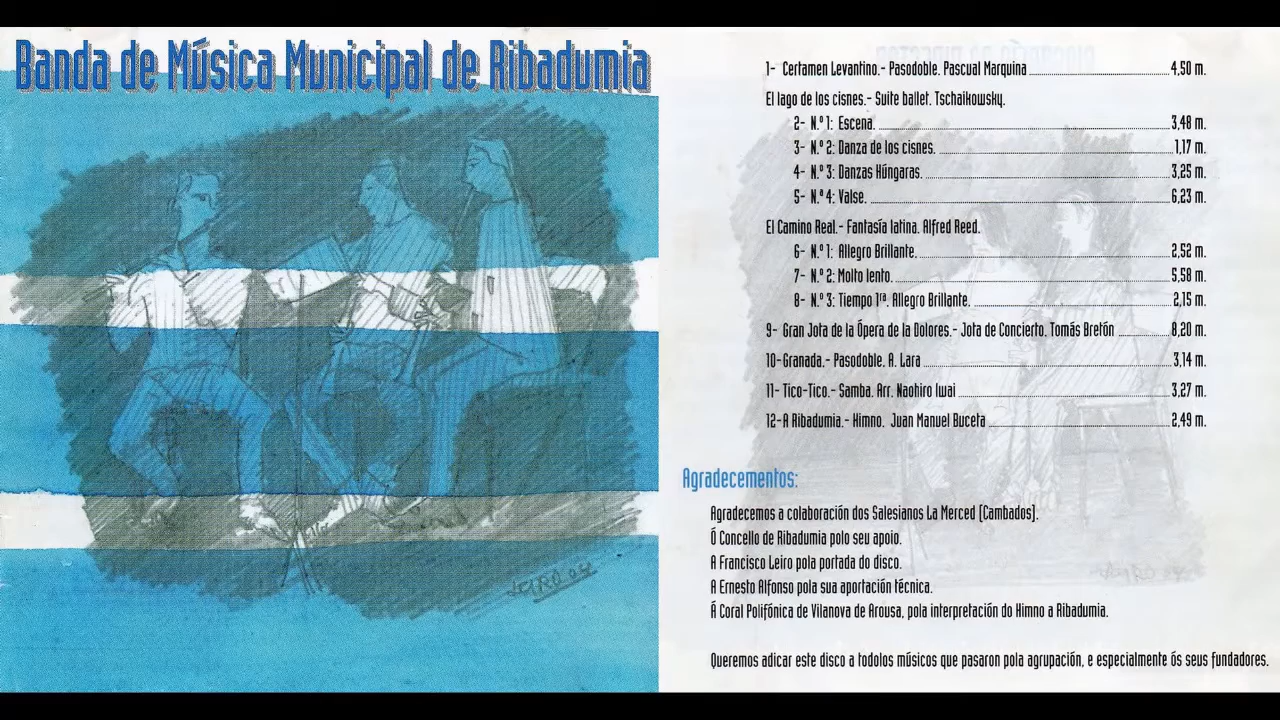 Banda de Música Municipal de Ribadumia
LEIRO 04
1- Certamen Levantino.- Pasodoble. Pascual Marquina 4,50 m.
El lago de los cisnes.- Suite ballet. Tschaikowsky.
2- N.º 1: Escena. 3,48 m.
3- N.º 2: Danza de los cisnes. 1,17 m.
4- N.º 3: Danzas Húngaras. 3,25 m.
5- N.º 4: Valse. 6,23 m.
El Camino Real.- Fantasía latina. Alfred Reed.
6- N.º 1: Allegro Brillante. 2,52 m.
7- N.º 2: Molto lento. 5,58 m.
8- N.º 3: Tiempo 1ª. Allegro Brillante. 2,15 m.
9- Gran Jota de la Ópera de la Dolores.- Jota de Concierto. Tomás Bretón 8,20 m.
10-Granada.- Pasodoble. A. Lara 3,14 m.
11- Tico-Tico.- Samba. Arr. Naohiro Iwai 3,27 m.
12-A Ribadumia.- Himno. Juan Manuel Buceta 2,49 m.
Agradecementos:
Agradecemos a colaboración dos Salesianos La Merced [Cambados].
Ó Concello de Ribadumia polo seu apoio.
A Francisco Leiro pola portada do disco.
A Ernesto Alfonso pola sua aportación técnica.
Á Coral Polifónica de Vilanova de Arousa, pola interpretación do Himno a Ribadumia.
Queremos adicar este disco a todolos músicos que pasaron pola agrupación, e especialmente ós seus fundadores.